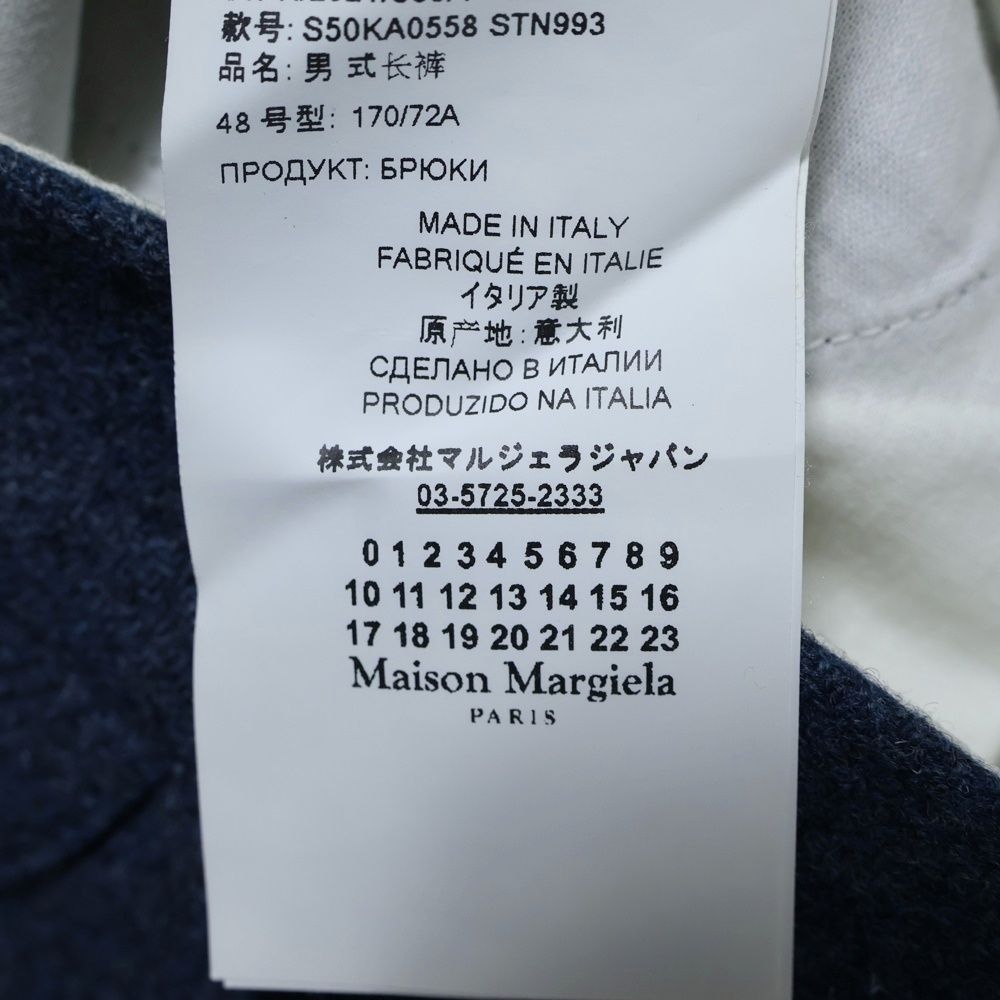 款号: S50KA0558 STN993
品名: 男 式长裤
48 号型: 170/72A
ПРОДУКТ: БРЮКИ
MADE IN ITALY
FABRIQUÉ EN ITALIE
イタリア製
原产地: 意大利
СДЕЛАНО В ИТАЛИИ
PRODUZIDO NA ITALIA
株式会社マルジェラジャパン
03-5725-2333
0 1 2 3 4 5 6 7 8 9
10 11 12 13 14 15 16
17 18 19 20 21 22 23
Maison Margiela
PARIS